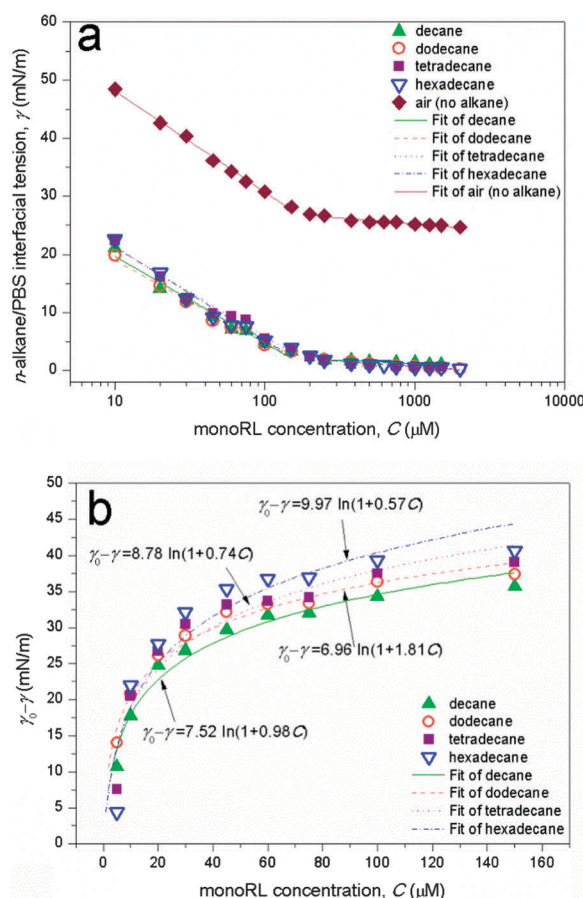 a
60
50
40
30
20
10
0
n-alkane/PBS interfacial tension, γ (mN/m)
decane
dodecane
tetradecane
hexadecane
air (no alkane)
Fit of decane
Fit of dodecane
Fit of tetradecane
Fit of hexadecane
Fit of air (no alkane)
10 100 1000 10000
monoRL concentration, C (μM)
b
50
45
40
35
30
25
20
15
10
5
0
γ₀–γ (mN/m)
γ₀–γ=9.97 ln(1+0.57C)
γ₀–γ=8.78 ln(1+0.74C)
γ₀–γ=6.96 ln(1+1.81C)
γ₀–γ=7.52 ln(1+0.98C)
decane
dodecane
tetradecane
hexadecane
Fit of decane
Fit of dodecane
Fit of tetradecane
Fit of hexadecane
0 20 40 60 80 100 120 140 160
monoRL concentration, C (μM)